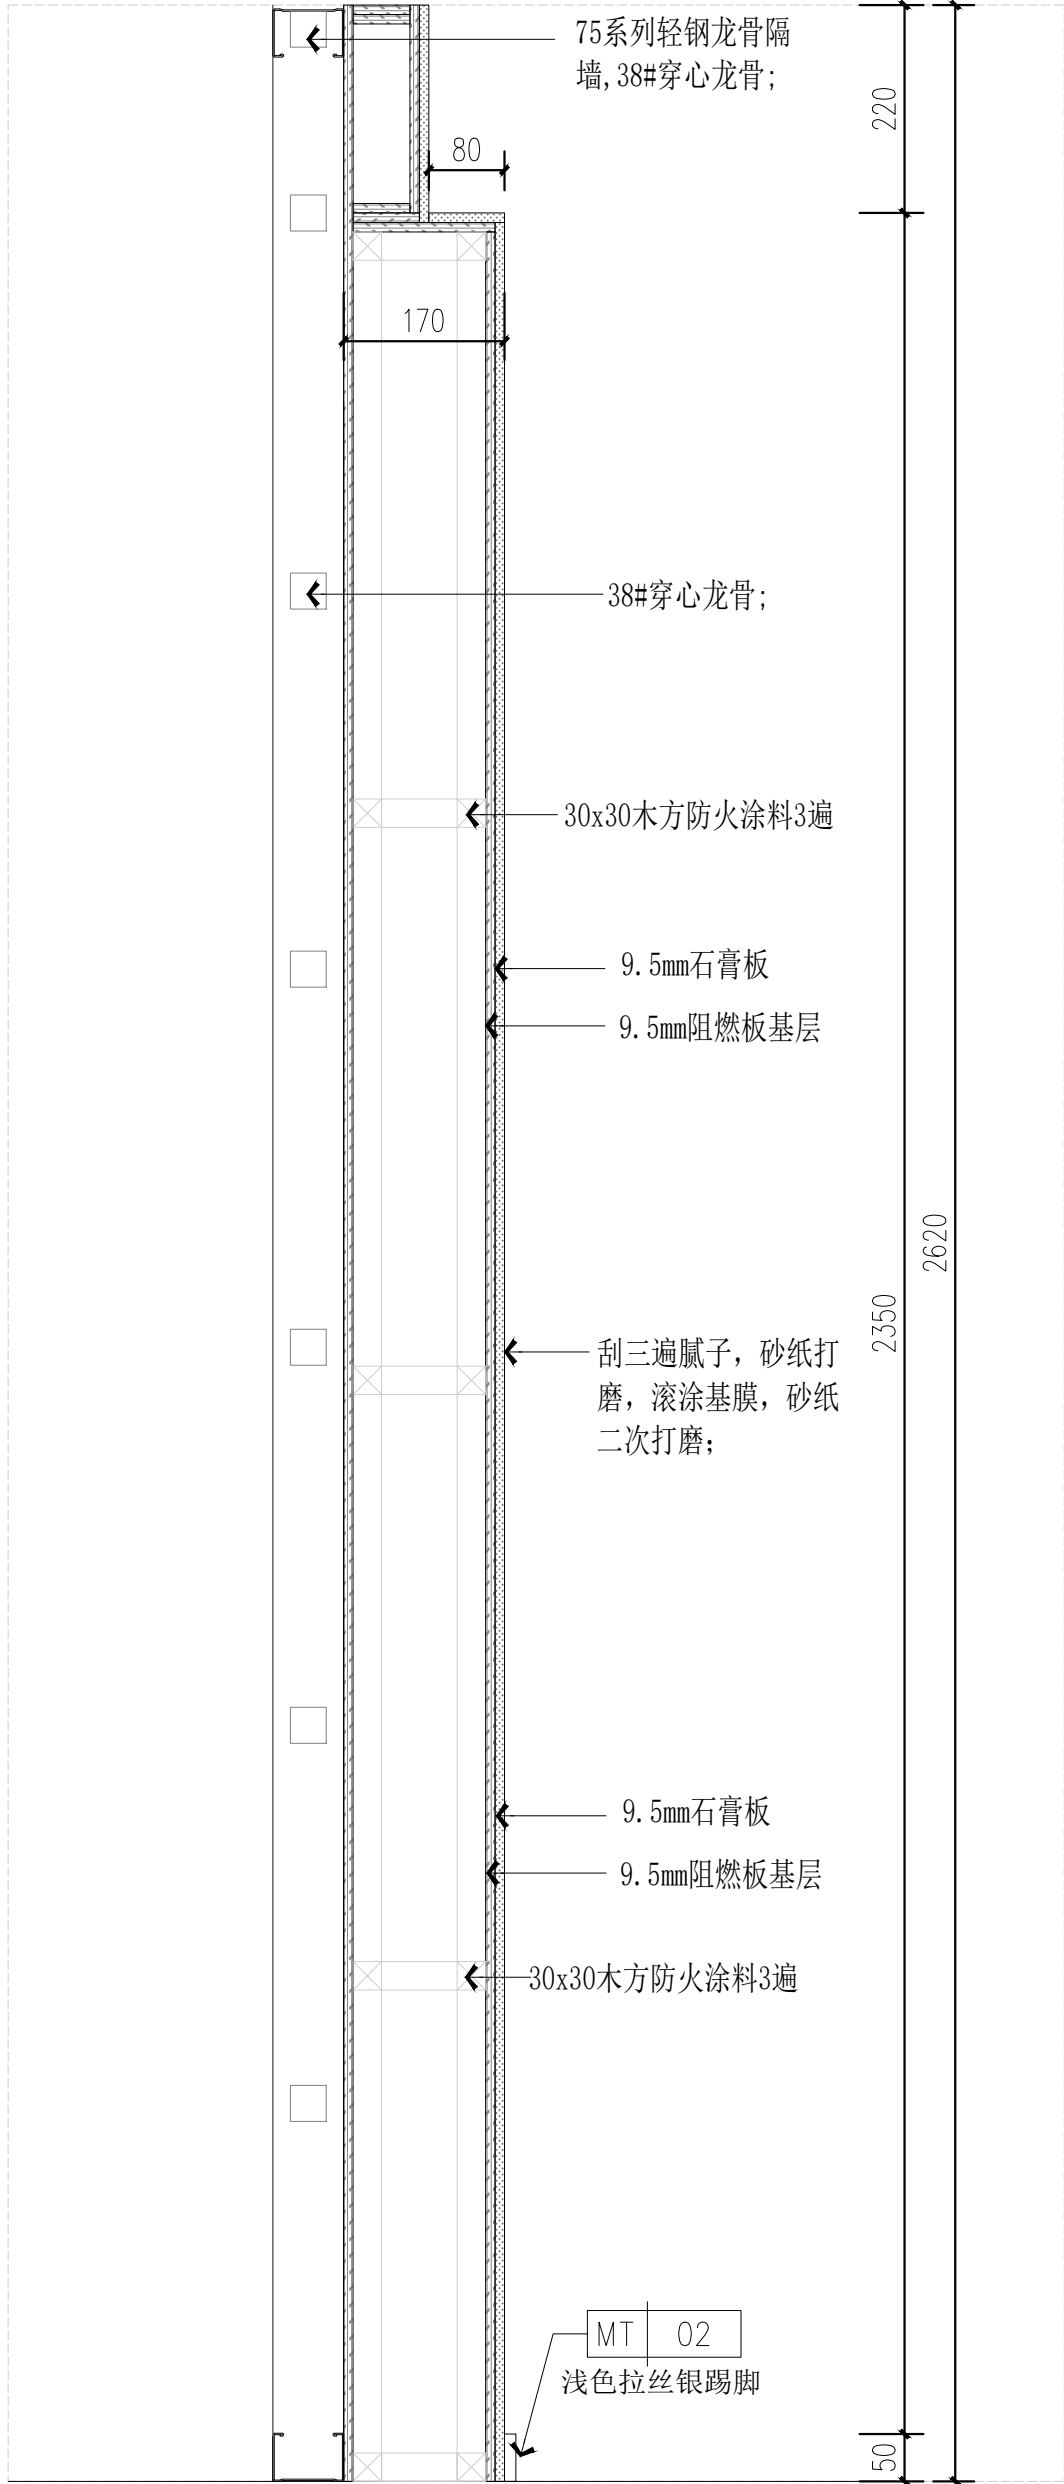 75系列轻钢龙骨隔
墙,38#穿心龙骨;
220
80
170
38#穿心龙骨;
30x30木方防火涂料3遍
9.5mm石膏板
9.5mm阻燃板基层
2620
2350
刮三遍腻子，砂纸打
磨，滚涂基膜，砂纸
二次打磨;
9.5mm石膏板
9.5mm阻燃板基层
30x30木方防火涂料3遍
MT 02
浅色拉丝银踢脚
50